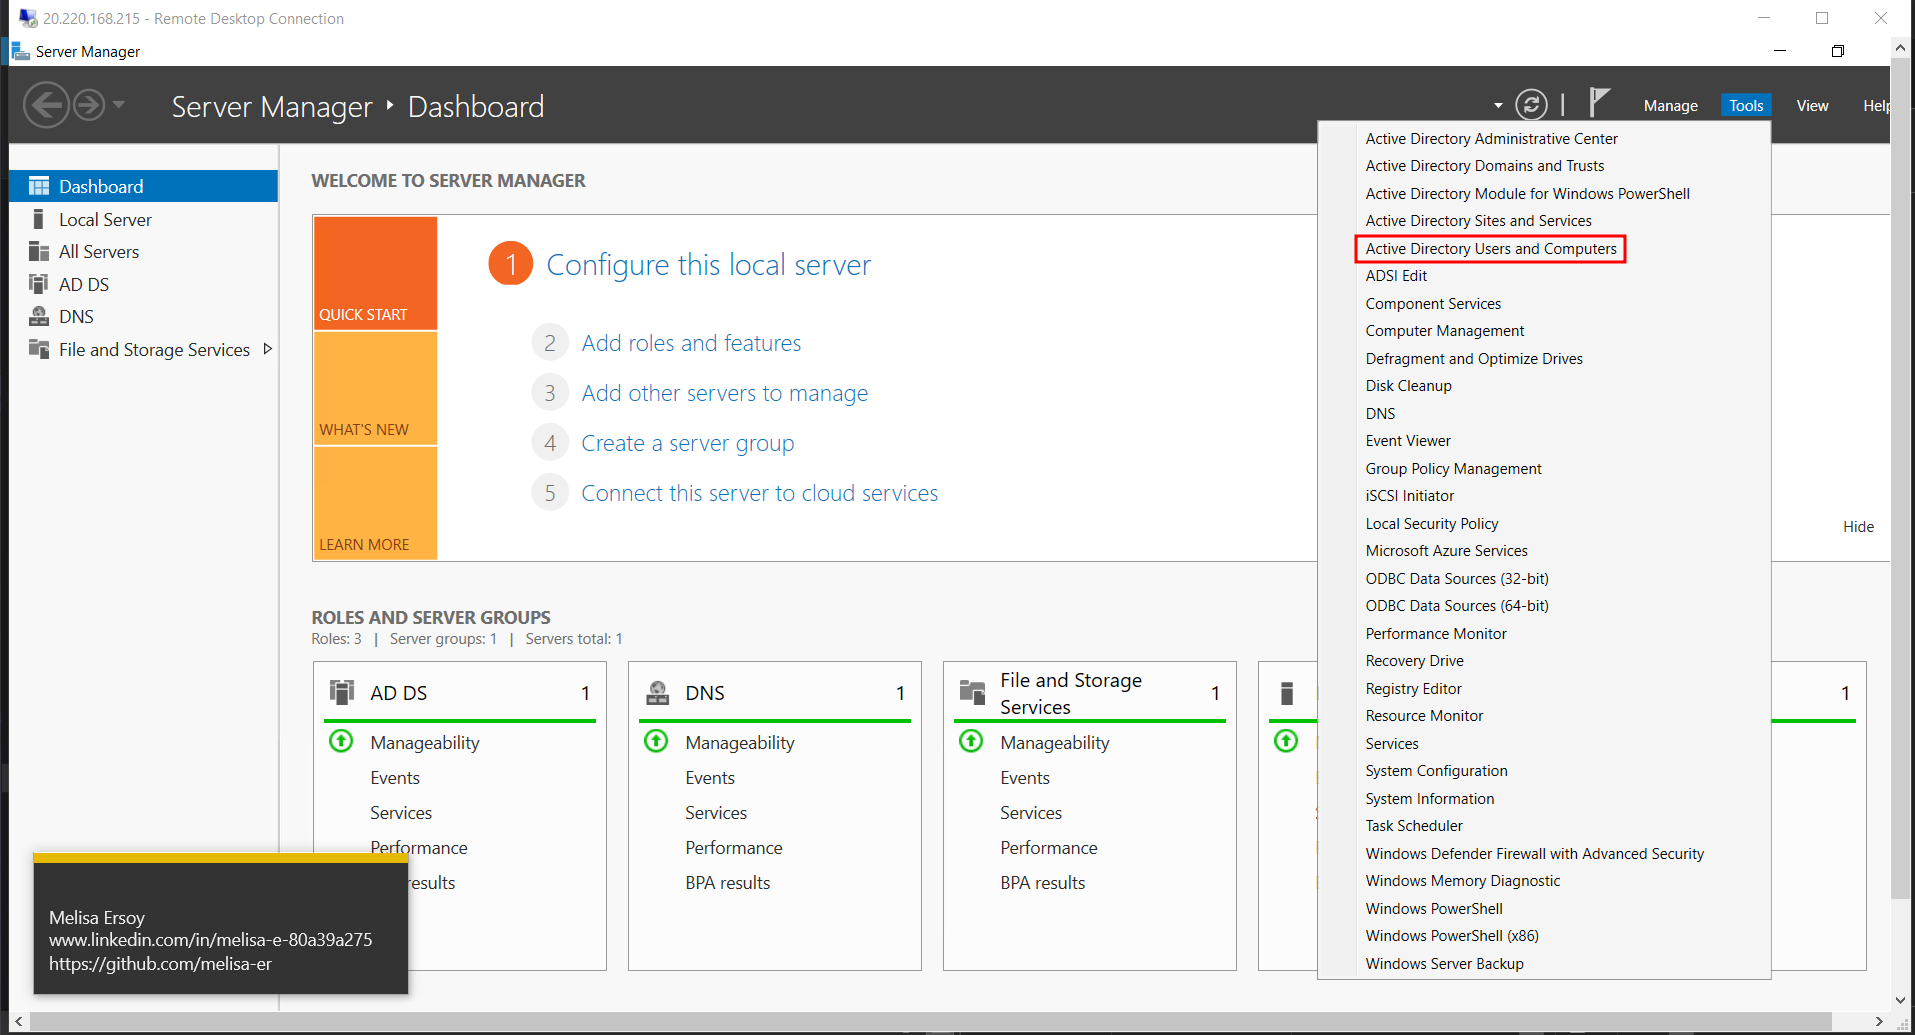 20.220.168.215 - Remote Desktop Connection
Server Manager
Server Manager ‣ Dashboard
Manage
Tools
View
Help
Dashboard
Local Server
All Servers
AD DS
DNS
File and Storage Services
WELCOME TO SERVER MANAGER
QUICK START
WHAT'S NEW
LEARN MORE
1 Configure this local server
2 Add roles and features
3 Add other servers to manage
4 Create a server group
5 Connect this server to cloud services
Hide
ROLES AND SERVER GROUPS
Roles: 3 | Server groups: 1 | Servers total: 1
AD DS 1
Manageability
Events
Services
Performance
results
DNS 1
Manageability
Events
Services
Performance
BPA results
File and Storage
Services 1
Manageability
Events
Services
Performance
BPA results
1
Active Directory Administrative Center
Active Directory Domains and Trusts
Active Directory Module for Windows PowerShell
Active Directory Sites and Services
Active Directory Users and Computers
ADSI Edit
Component Services
Computer Management
Defragment and Optimize Drives
Disk Cleanup
DNS
Event Viewer
Group Policy Management
iSCSI Initiator
Local Security Policy
Microsoft Azure Services
ODBC Data Sources (32-bit)
ODBC Data Sources (64-bit)
Performance Monitor
Recovery Drive
Registry Editor
Resource Monitor
Services
System Configuration
System Information
Task Scheduler
Windows Defender Firewall with Advanced Security
Windows Memory Diagnostic
Windows PowerShell
Windows PowerShell (x86)
Windows Server Backup
Melisa Ersoy
www.linkedin.com/in/melisa-e-80a39a275
https://github.com/melisa-er